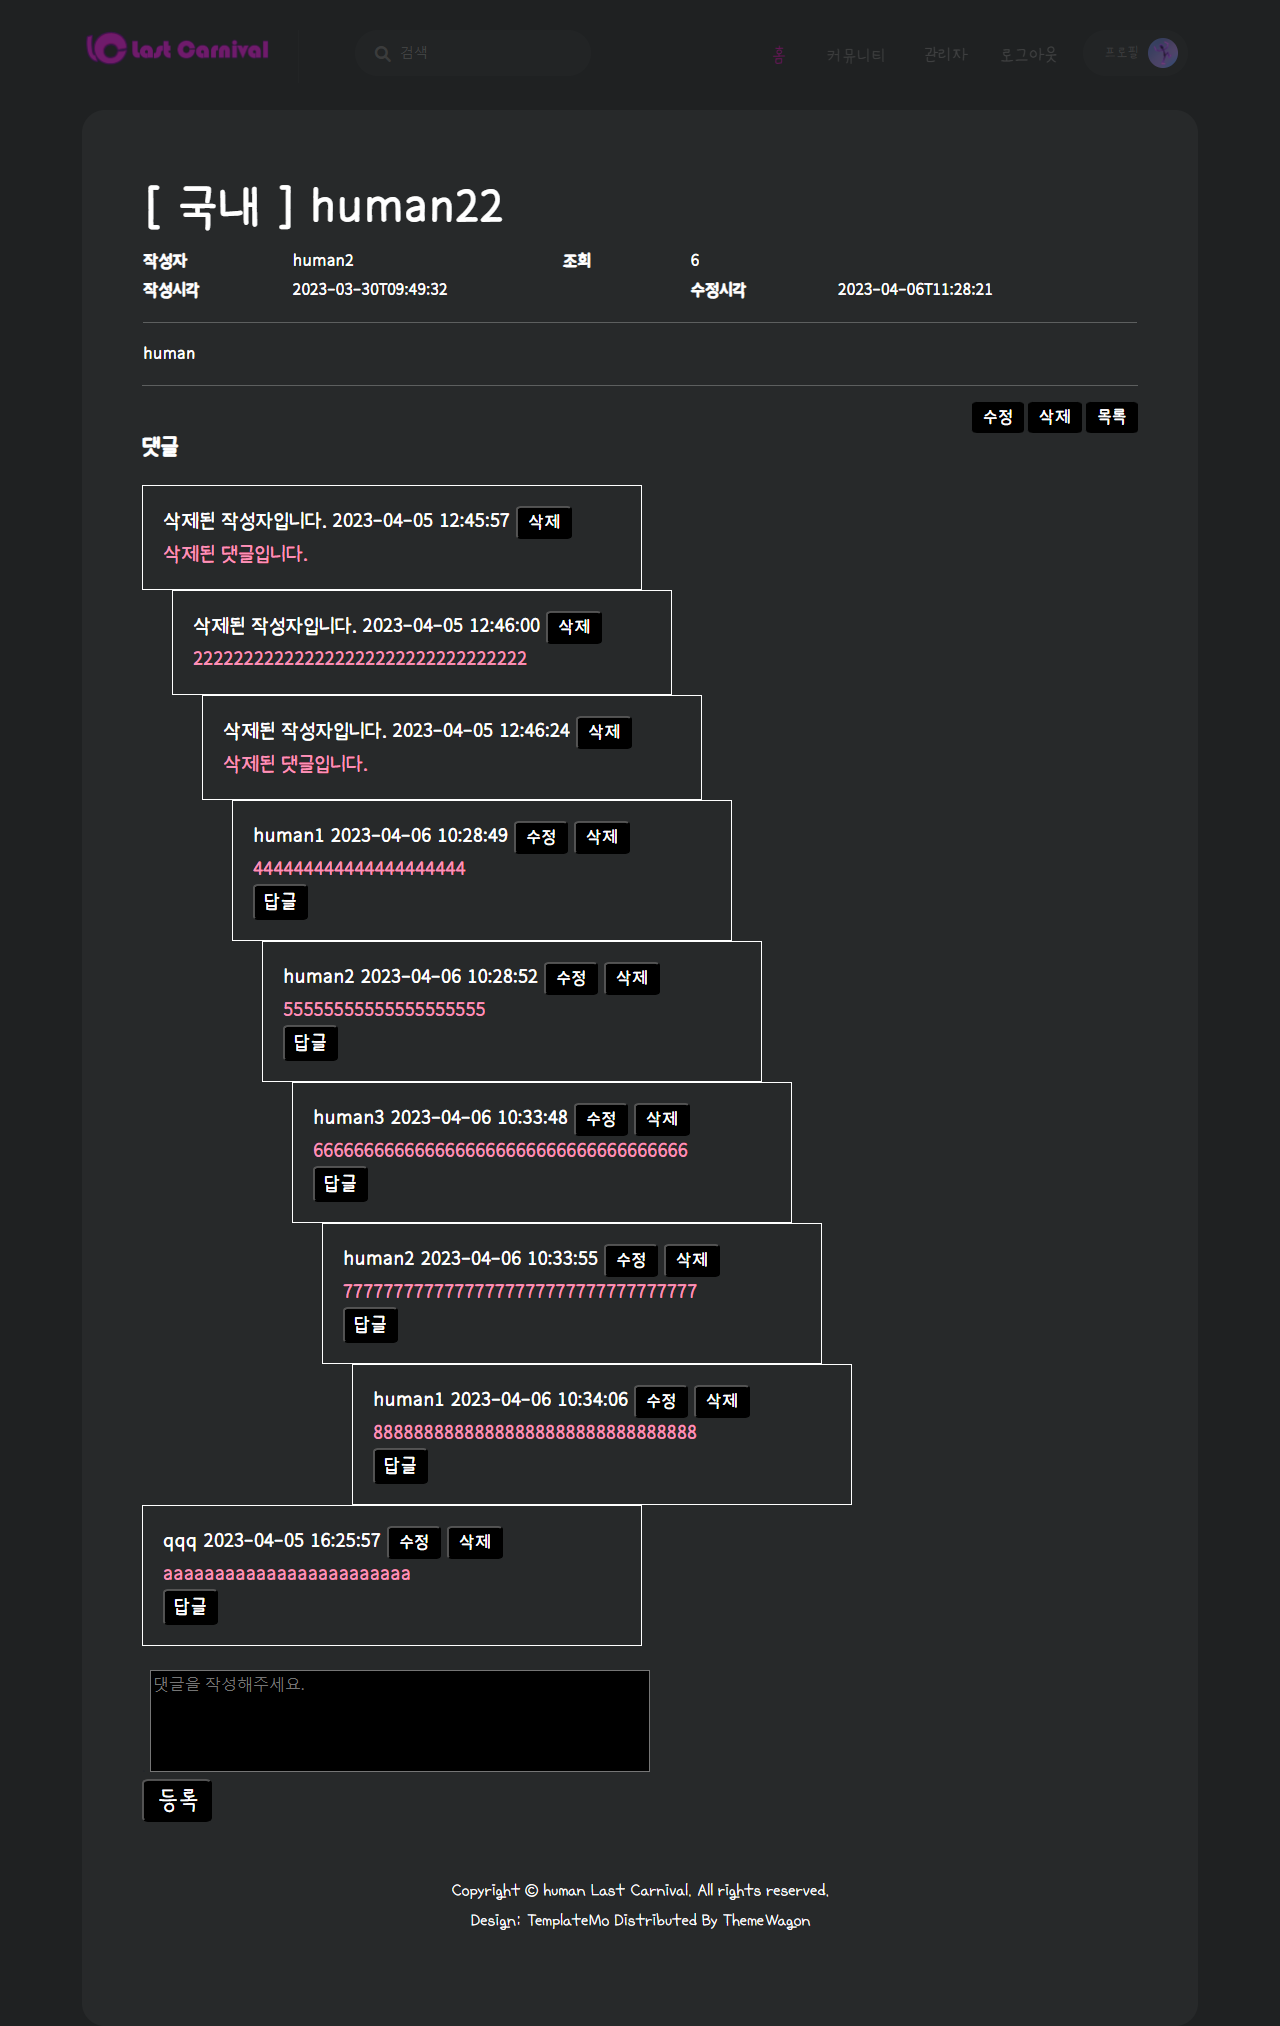 Last Carnival 검색 홈 커뮤니티 관리자 로그아웃 프로필
[ 국내 ] human22
작성자 human2 조회 6
작성시각 2023-03-30T09:49:32 수정시각 2023-04-06T11:28:21
human
수정 삭제 목록
댓글
삭제된 작성자입니다. 2023-04-05 12:45:57 삭제
삭제된 댓글입니다.
삭제된 작성자입니다. 2023-04-05 12:46:00 삭제
222222222222222222222222222222222
삭제된 작성자입니다. 2023-04-05 12:46:24 삭제
삭제된 댓글입니다.
human1 2023-04-06 10:28:49 수정 삭제
444444444444444444444
답글
human2 2023-04-06 10:28:52 수정 삭제
55555555555555555555
답글
human3 2023-04-06 10:33:48 수정 삭제
6666666666666666666666666666666666666
답글
human2 2023-04-06 10:33:55 수정 삭제
77777777777777777777777777777777777
답글
human1 2023-04-06 10:34:06 수정 삭제
88888888888888888888888888888888
답글
qqq 2023-04-05 16:25:57 수정 삭제
aaaaaaaaaaaaaaaaaaaaaaaa
답글
댓글을 작성해주세요.
등록
Copyright © human Last Carnival. All rights reserved.
Design: TemplateMo Distributed By ThemeWagon